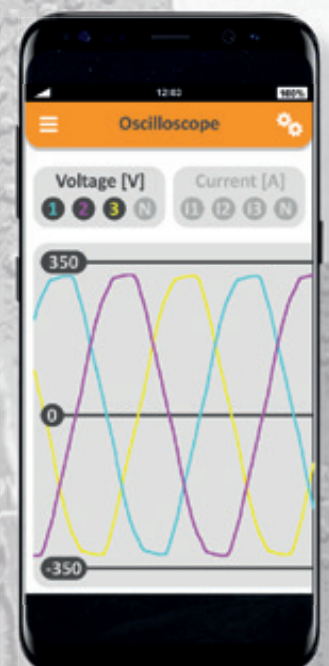 12:03 100%
Oscilloscope
Voltage [V] Current [A]
1 2 3 N I1 I2 I3 N
350
0
-350